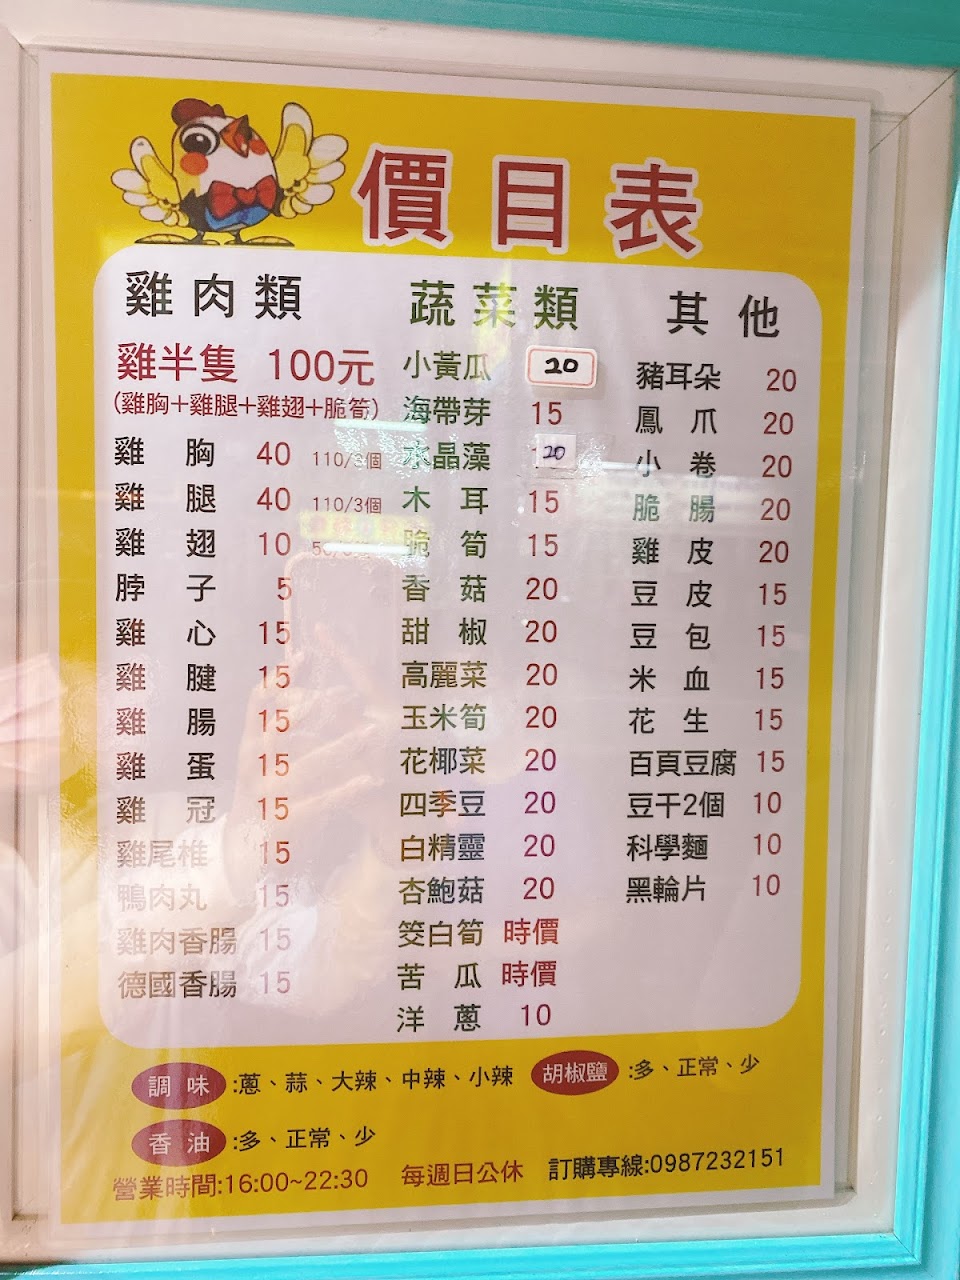 價目表
雞肉類
雞半隻 100元
(雞胸+雞腿+雞翅+脆筍)
雞胸 40 110/3個
雞腿 40 110/3個
雞翅 10
脖子 5
雞心 15
雞腱 15
雞腸 15
雞蛋 15
雞冠 15
雞尾椎 15
鴨肉丸 15
雞肉香腸 15
德國香腸 15
蔬菜類
小黃瓜 20
海帶芽 15
水晶藻 20
木耳 15
脆筍 15
香菇 20
甜椒 20
高麗菜 20
玉米筍 20
花椰菜 20
四季豆 20
白精靈 20
杏鮑菇 20
筊白筍 時價
苦瓜 時價
洋蔥 10
其他
豬耳朵 20
鳳爪 20
小卷 20
脆腸 20
雞皮 20
豆皮 15
豆包 15
米血 15
花生 15
百頁豆腐 15
豆干2個 10
科學麵 10
黑輪片 10
調味:蔥、蒜、大辣、中辣、小辣 胡椒鹽:多、正常、少
香油:多、正常、少
營業時間:16:00~22:30 每週日公休 訂購專線:0987232151